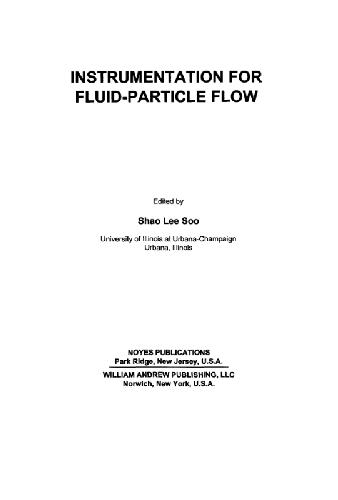 INSTRUMENTATION FOR
FLUID-PARTICLE FLOW
Edited by
Shao Lee Soo
University of Illinois at Urbana-Champaign
Urbana, Illinois
NOYES PUBLICATIONS
Park Ridge, New Jersey, U.S.A.
WILLIAM ANDREW PUBLISHING, LLC
Norwich, New York, U.S.A.